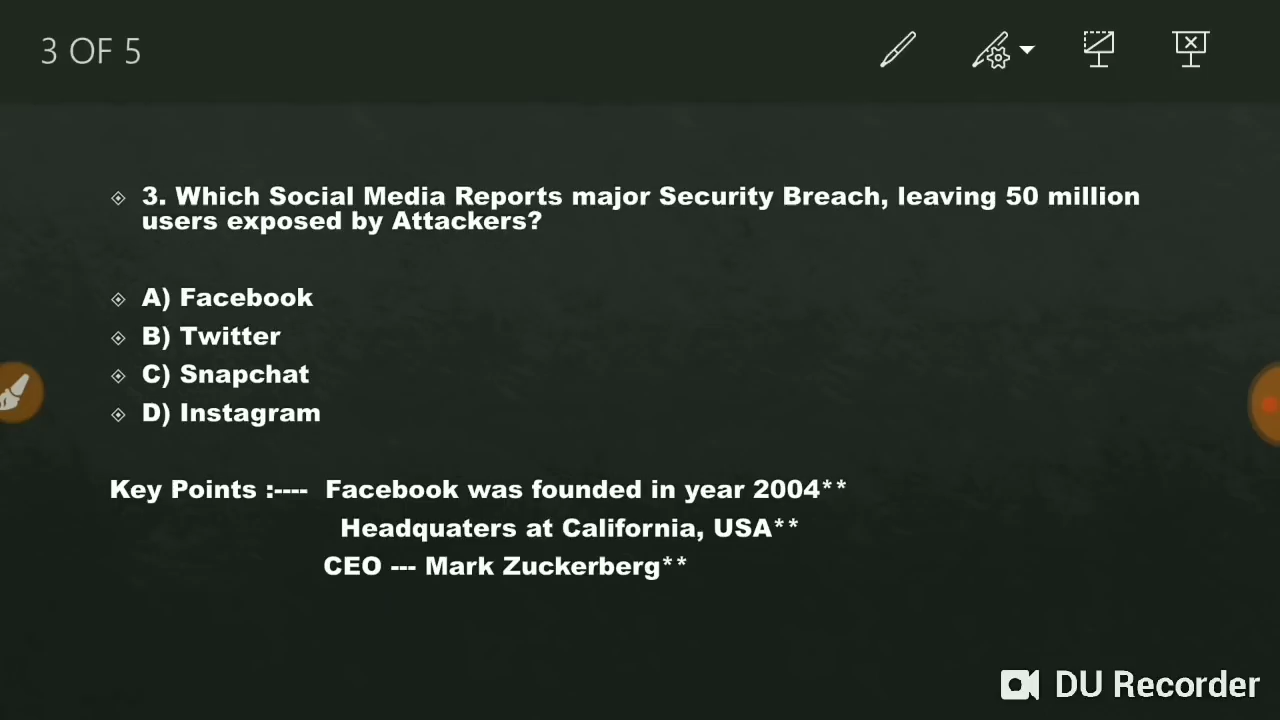 3 OF 5
3. Which Social Media Reports major Security Breach, leaving 50 million
users exposed by Attackers?
A) Facebook
B) Twitter
C) Snapchat
D) Instagram
Key Points :---- Facebook was founded in year 2004**
Headquaters at California, USA**
CEO --- Mark Zuckerberg**
DU Recorder